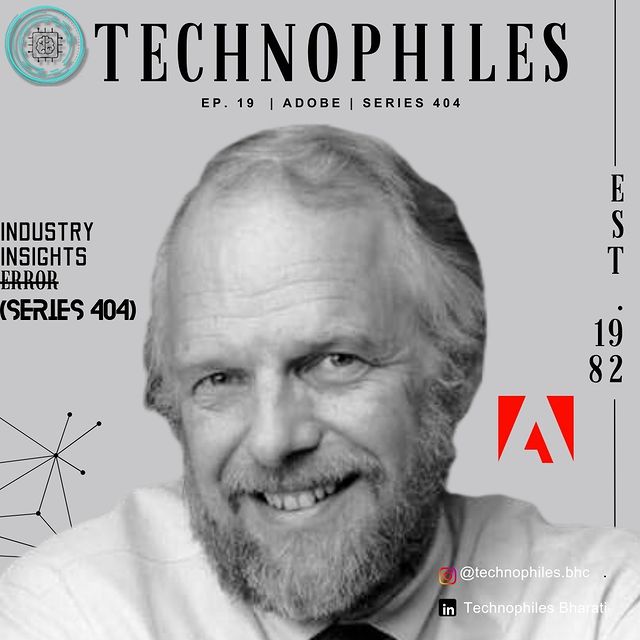 TECHNOPHILES
EP. 19 | ADOBE | SERIES 404
INDUSTRY
INSIGHTS
ERROR
(SERIES 404)
EST.
19
82
@technophiles.bhc .
Technophiles Bharati